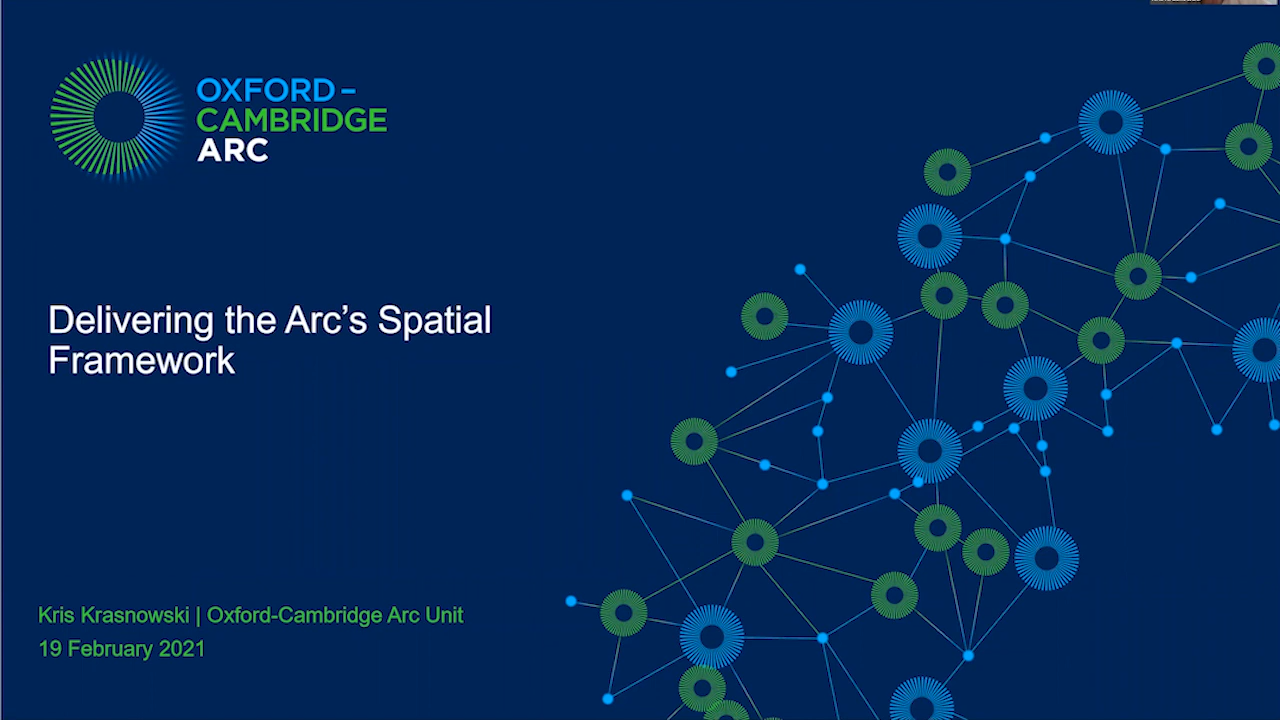 OXFORD –
CAMBRIDGE
ARC
Delivering the Arc’s Spatial
Framework
Kris Krasnowski | Oxford-Cambridge Arc Unit
19 February 2021